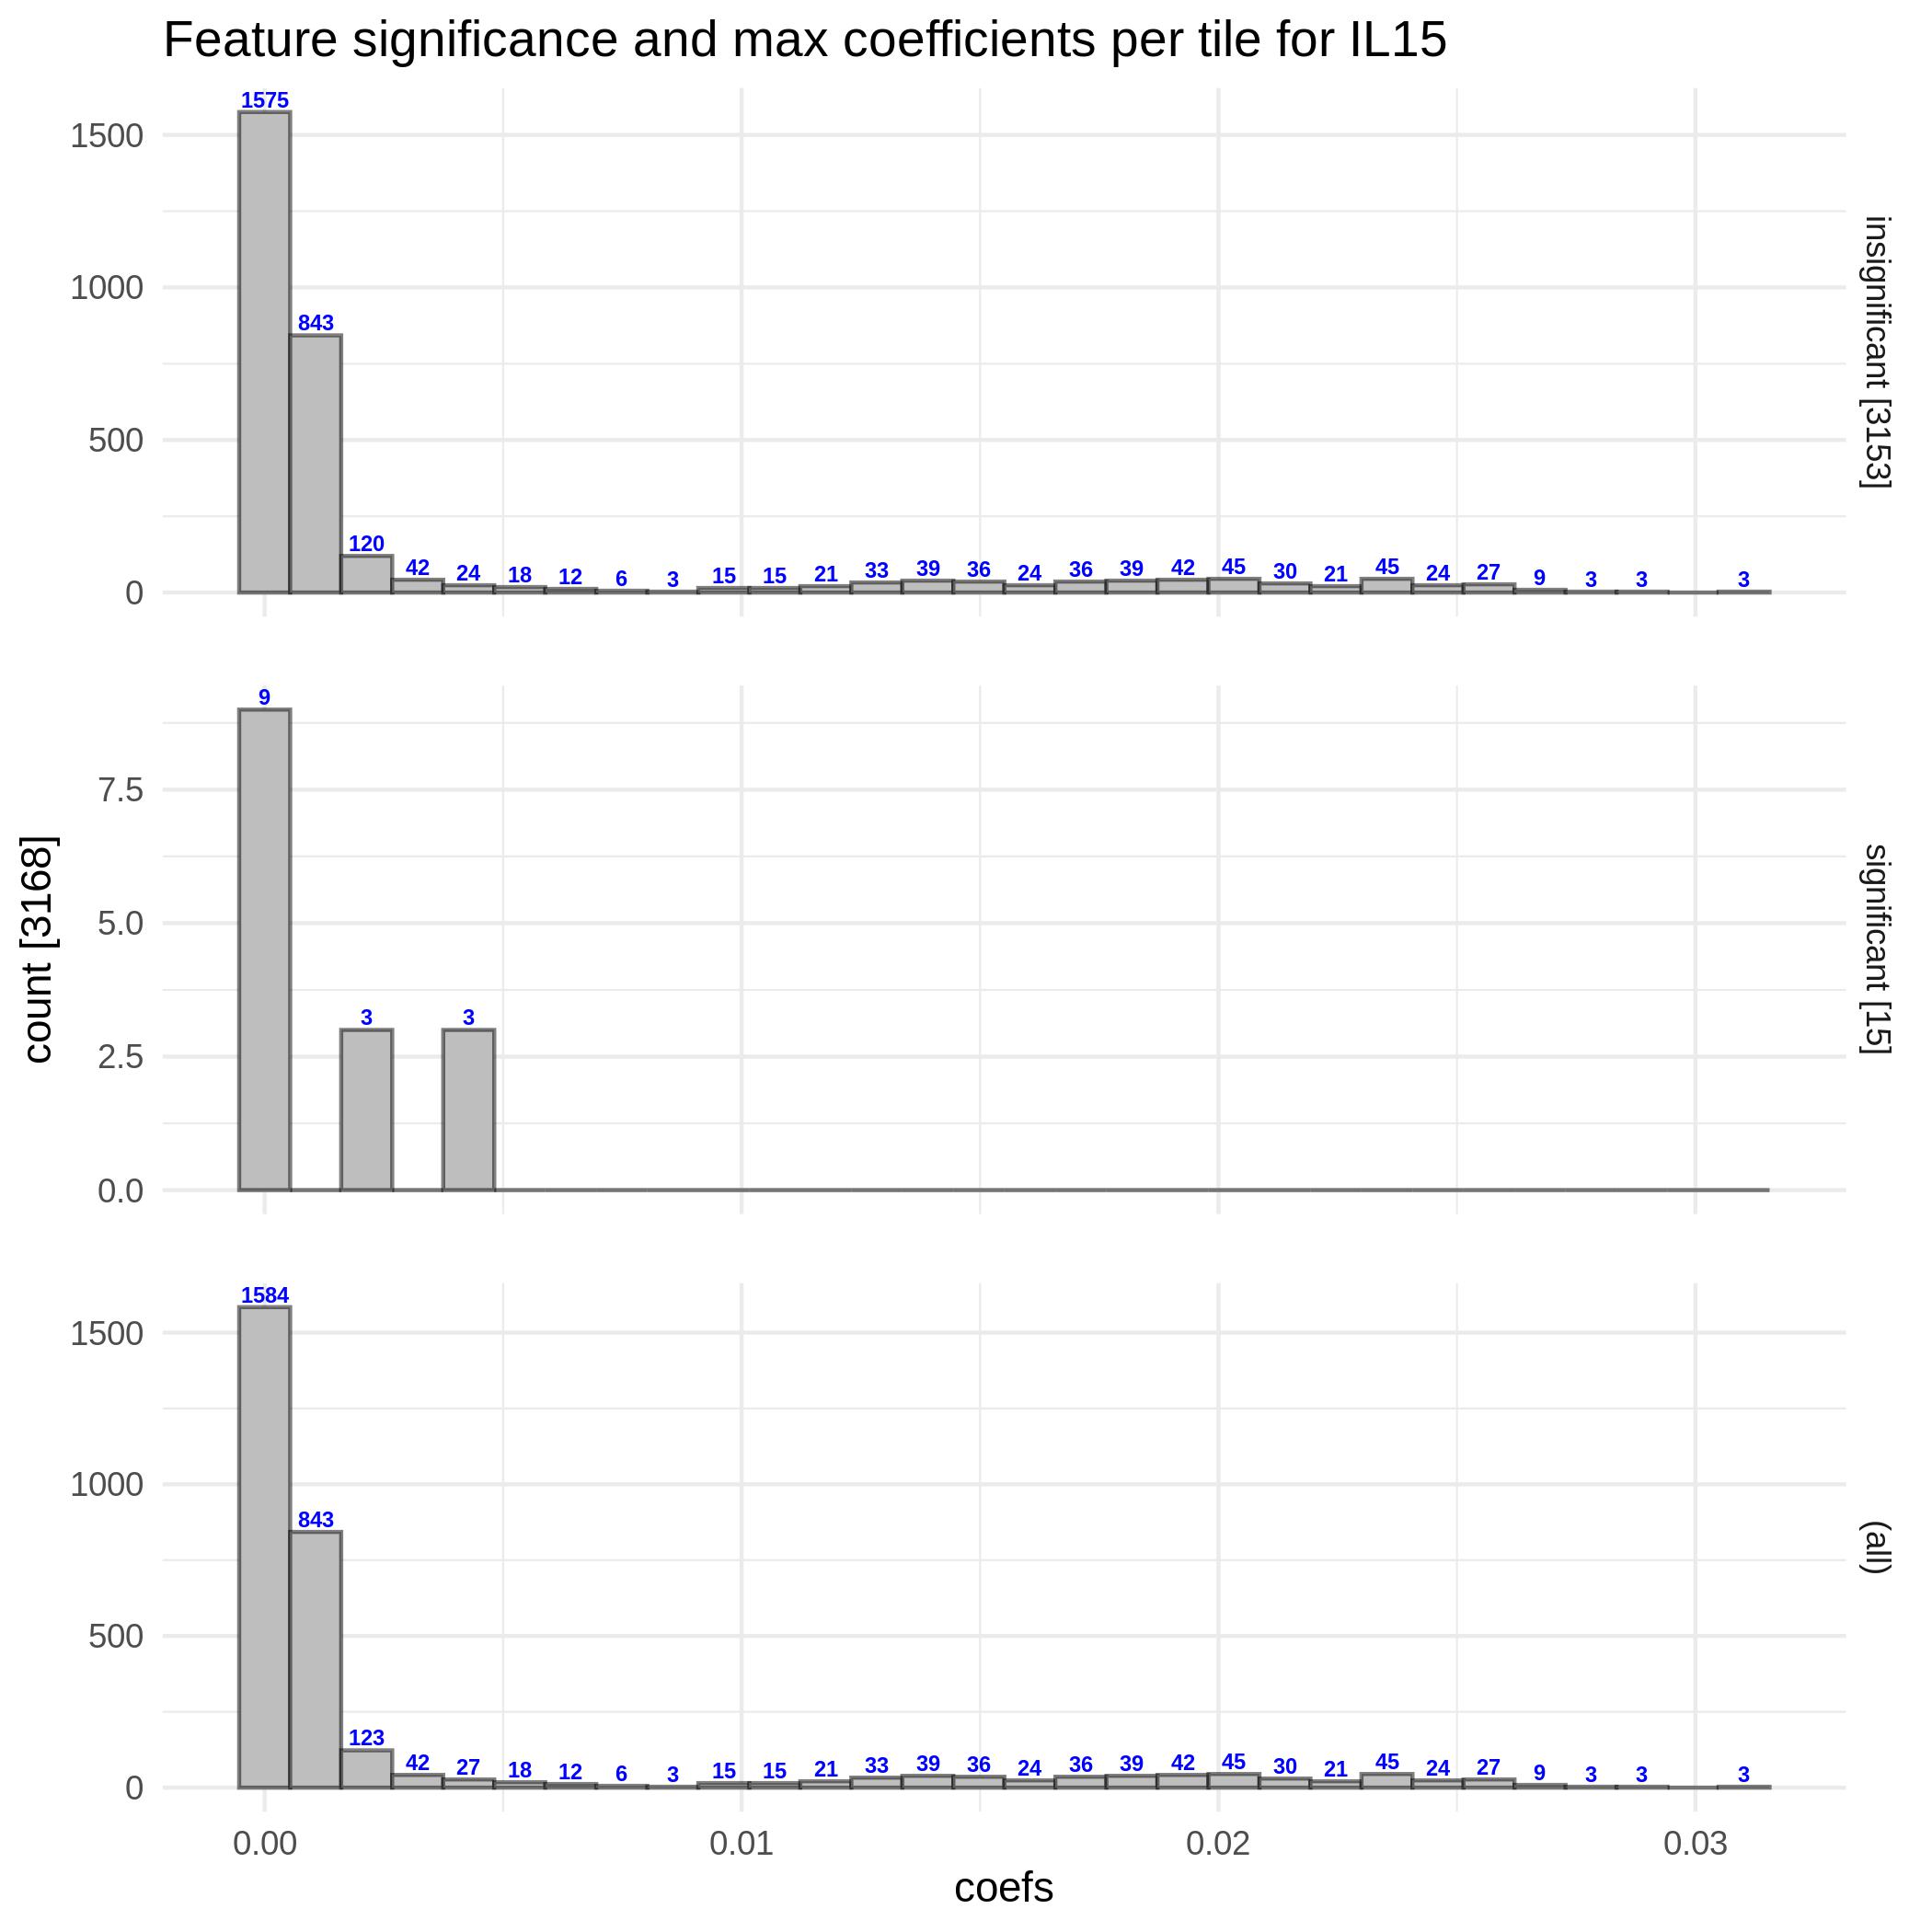 Feature significance and max coefficients per tile for IL15
1575
1500
843
1000
500
120
42 24 18 12 6 3 15 15 21 33 39 36 24 36 39 42 45 30 21 45 24 27 9 3 3 3
0
insignificant [3153]
9
7.5
5.0
3 3
2.5
0.0
significant [15]
count [3168]
1584
1500
1000
843
500
123
42 27 18 12 6 3 15 15 21 33 39 36 24 36 39 42 45 30 21 45 24 27 9 3 3 3
0
(all)
0.00 0.01 0.02 0.03
coefs